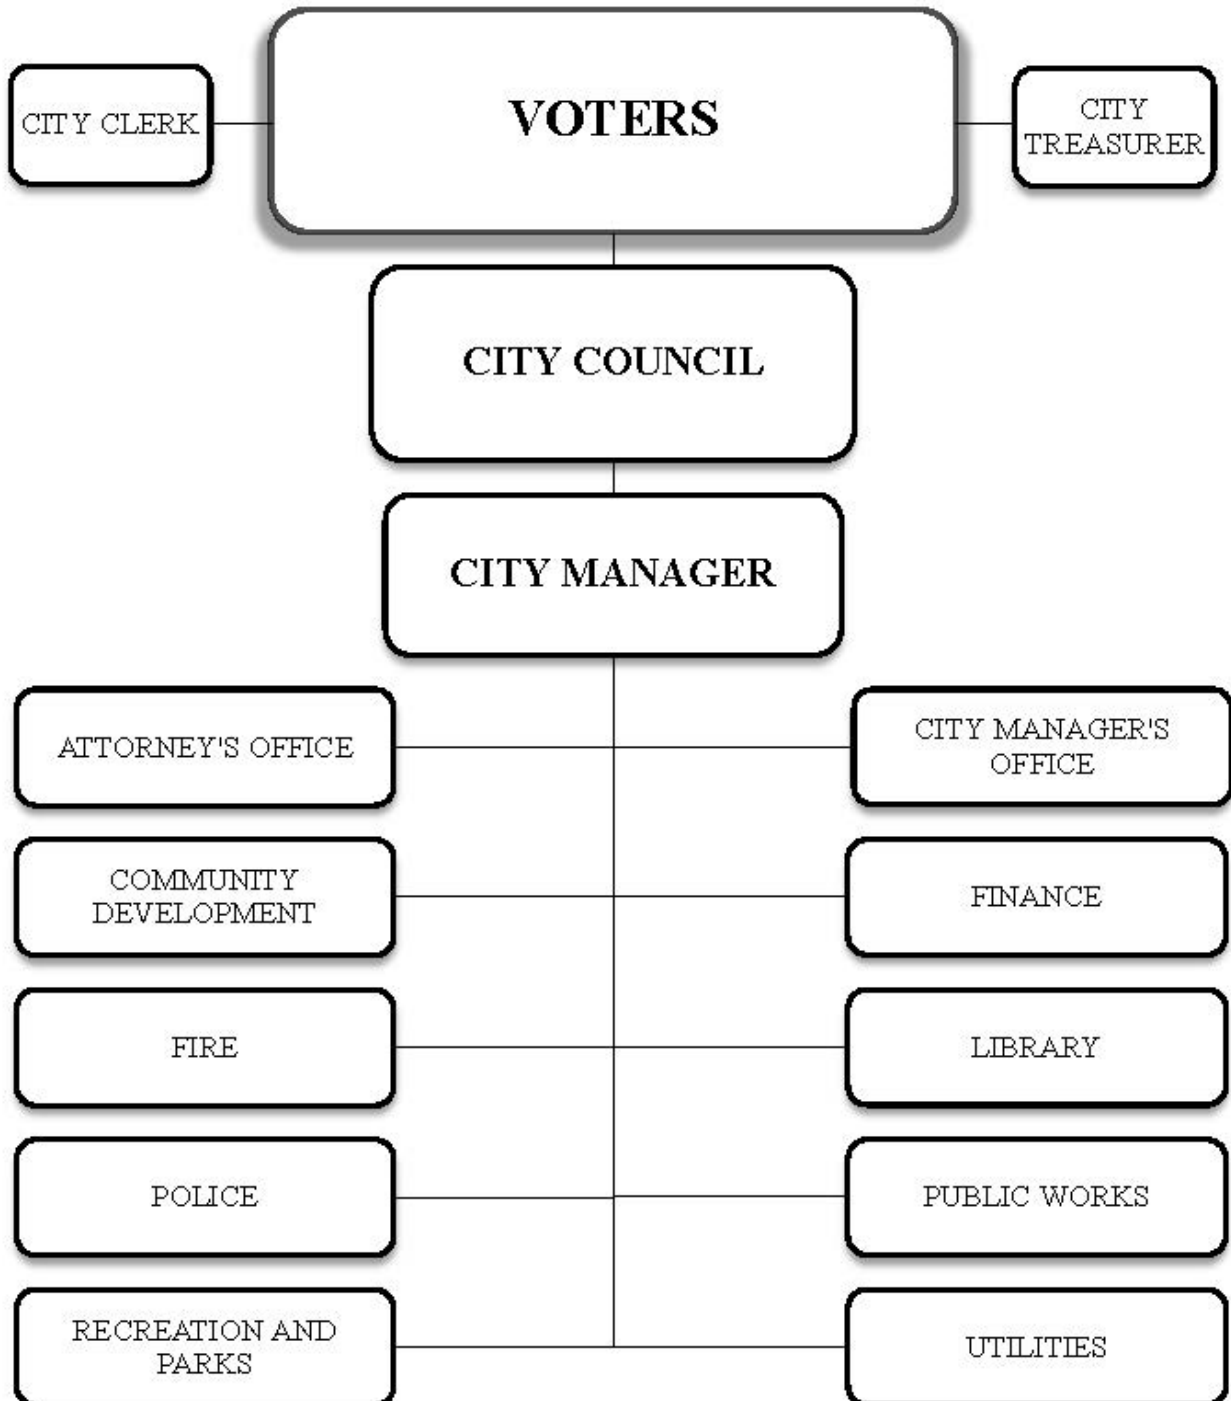 VOTERS
CITY CLERK
CITY
TREASURER
CITY COUNCIL
CITY MANAGER
ATTORNEY'S OFFICE
CITY MANAGER'S
OFFICE
COMMUNITY
DEVELOPMENT
FINANCE
FIRE
LIBRARY
POLICE
PUBLIC WORKS
RECREATION AND
PARKS
UTILITIES